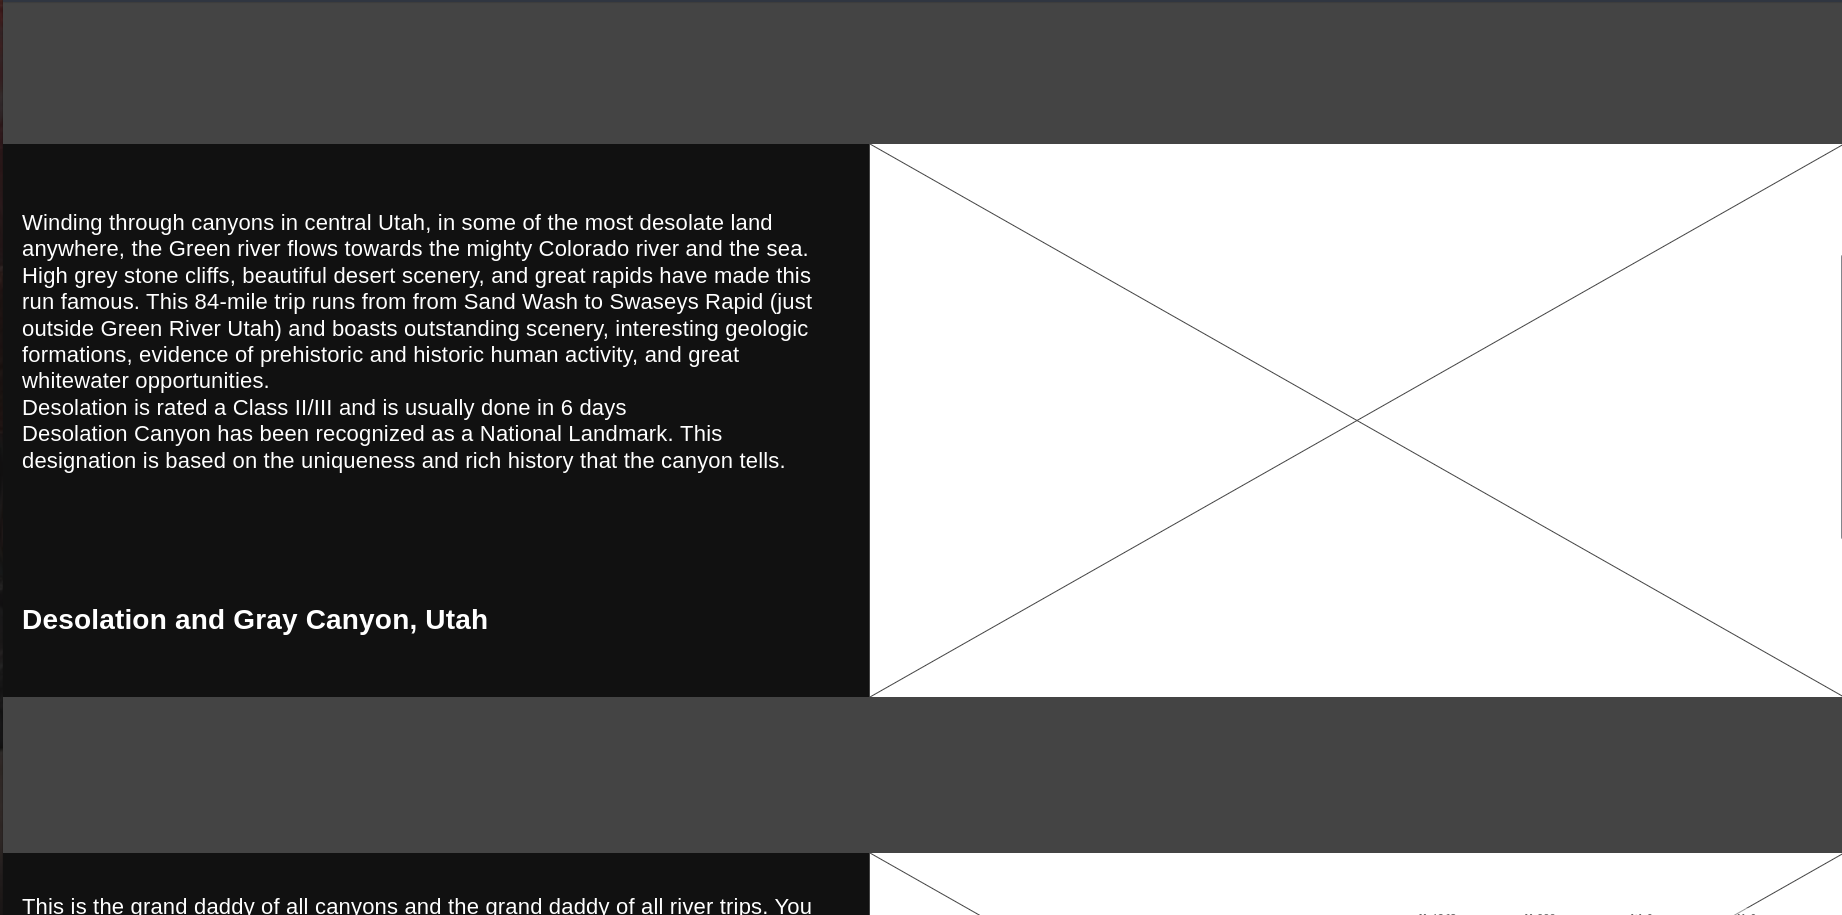 Winding through canyons in central Utah, in some of the most desolate land
anywhere, the Green river flows towards the mighty Colorado river and the sea.
High grey stone cliffs, beautiful desert scenery, and great rapids have made this
run famous. This 84-mile trip runs from from Sand Wash to Swaseys Rapid (just
outside Green River Utah) and boasts outstanding scenery, interesting geologic
formations, evidence of prehistoric and historic human activity, and great
whitewater opportunities.
Desolation is rated a Class II/III and is usually done in 6 days
Desolation Canyon has been recognized as a National Landmark. This
designation is based on the uniqueness and rich history that the canyon tells.
Desolation and Gray Canyon, Utah
This is the grand daddy of all canyons and the grand daddy of all river trips. You